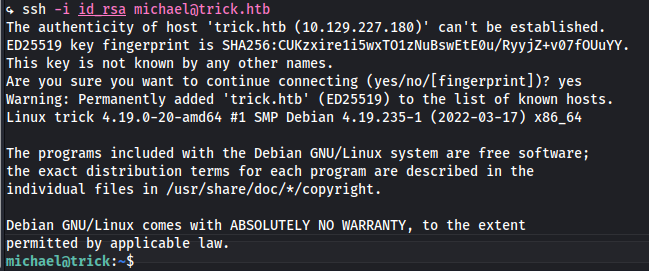 ↳ ssh -i id_rsa michael@trick.htb
The authenticity of host 'trick.htb (10.129.227.180)' can't be established.
ED25519 key fingerprint is SHA256:CUKzxire1i5wxTO1zNuBswEtE0u/RyyjZ+v07fOUuYY.
This key is not known by any other names.
Are you sure you want to continue connecting (yes/no/[fingerprint])? yes
Warning: Permanently added 'trick.htb' (ED25519) to the list of known hosts.
Linux trick 4.19.0-20-amd64 #1 SMP Debian 4.19.235-1 (2022-03-17) x86_64
The programs included with the Debian GNU/Linux system are free software;
the exact distribution terms for each program are described in the
individual files in /usr/share/doc/*/copyright.
Debian GNU/Linux comes with ABSOLUTELY NO WARRANTY, to the extent
permitted by applicable law.
michael@trick:~$